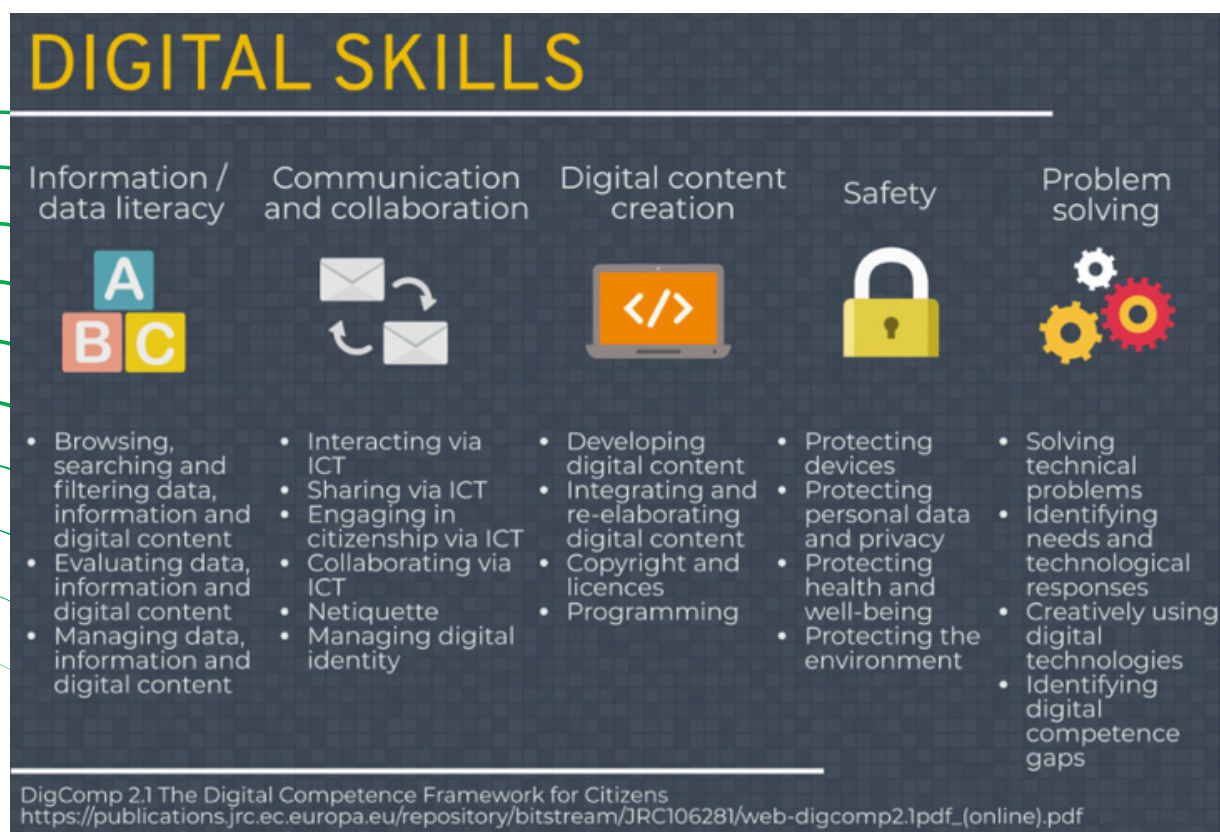 DIGITAL SKILLS
Information /
data literacy
A
B C
• Browsing,
searching and
filtering data,
information and
digital content
• Evaluating data,
information and
digital content
• Managing data,
information and
digital content
Communication
and collaboration
• Interacting via
ICT
• Sharing via ICT
• Engaging in
citizenship via ICT
• Collaborating via
ICT
• Netiquette
• Managing digital
identity
Digital content
creation
</>
• Developing
digital content
• Integrating and
re-elaborating
digital content
• Copyright and
licences
• Programming
Safety
• Protecting
devices
• Protecting
personal data
and privacy
• Protecting
health and
well-being
• Protecting the
environment
Problem
solving
• Solving
technical
problems
• Identifying
needs and
technological
responses
• Creatively using
digital
technologies
• Identifying
digital
competence
gaps
DigComp 2.1 The Digital Competence Framework for Citizens
https://publications.jrc.ec.europa.eu/repository/bitstream/JRC106281/web-digcomp2.1pdf_(online).pdf